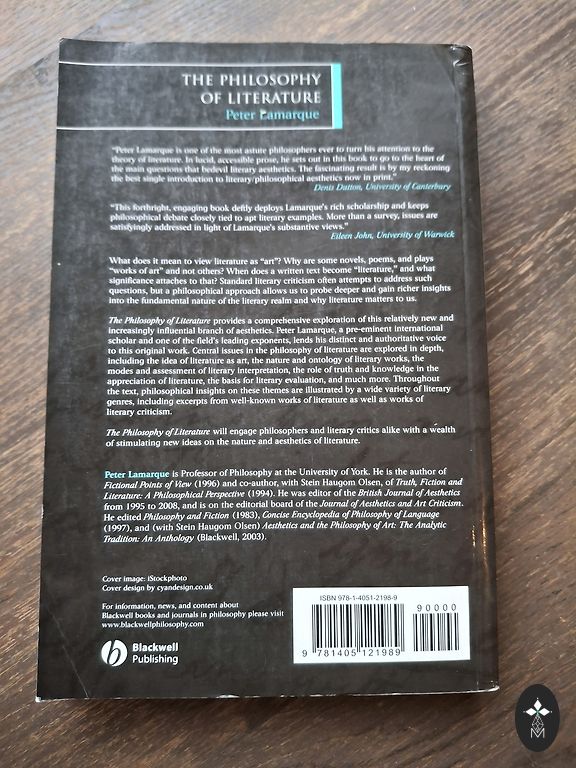 THE PHILOSOPHY
OF LITERATURE
Peter Lamarque
"Peter Lamarque is one of the most astute philosophers ever to turn his attention to the
theory of literature. In lucid, accessible prose, he sets out in this book to go to the heart of
the main questions that bedevil literary aesthetics. The fascinating result is by my reckoning
the best single introduction to literary/philosophical aesthetics now in print."
Denis Dutton, University of Canterbury
"This forthright, engaging book deftly deploys Lamarque's rich scholarship and keeps
philosophical debate closely tied to apt literary examples. More than a survey, issues are
satisfyingly addressed in light of Lamarque's substantive views."
Eileen John, University of Warwick
What does it mean to view literature as "art"? Why are some novels, poems, and plays
"works of art" and not others? When does a written text become "literature," and what
significance attaches to that? Standard literary criticism often attempts to address such
questions, but a philosophical approach allows us to probe deeper and gain richer insights
into the fundamental nature of the literary realm and why literature matters to us.
The Philosophy of Literature provides a comprehensive exploration of this relatively new and
increasingly influential branch of aesthetics. Peter Lamarque, a pre-eminent international
scholar and one of the field's leading exponents, lends his distinct and authoritative voice
to this original work. Central issues in the philosophy of literature are explored in depth,
including the idea of literature as art, the nature and ontology of literary works, the
modes and assessment of literary interpretation, the role of truth and knowledge in the
appreciation of literature, the basis for literary evaluation, and much more. Throughout
the text, philosophical insights on these themes are illustrated by a wide variety of literary
genres, including excerpts from well-known works of literature as well as works of
literary criticism.
The Philosophy of Literature will engage philosophers and literary critics alike with a wealth
of stimulating new ideas on the nature and aesthetics of literature.
Peter Lamarque is Professor of Philosophy at the University of York. He is the author of
Fictional Points of View (1996) and co-author, with Stein Haugom Olsen, of Truth, Fiction and
Literature: A Philosophical Perspective (1994). He was editor of the British Journal of Aesthetics
from 1995 to 2008, and is on the editorial board of the Journal of Aesthetics and Art Criticism.
He edited Philosophy and Fiction (1983), Concise Encyclopedia of Philosophy of Language
(1997), and (with Stein Haugom Olsen) Aesthetics and the Philosophy of Art: The Analytic
Tradition: An Anthology (Blackwell, 2003).
Cover image: iStockphoto
Cover design by cyandesign.co.uk
For information, news, and content about
Blackwell books and journals in philosophy please visit
www.blackwellphilosophy.com
Blackwell
Publishing
ISBN 978-1-4051-2198-9
90000
9 781405 121989
M